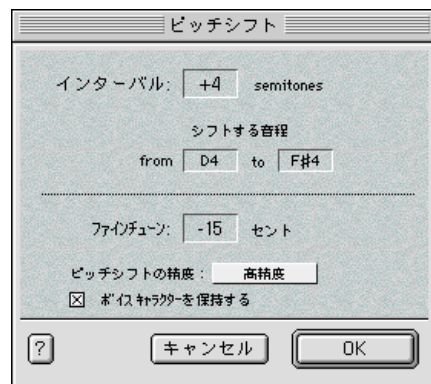 ピッチシフト
インターバル: +4 semitones
シフトする音程
from D4 to F#4
ファインチューン: -15 セント
ピッチシフトの精度: 高精度
ボイスキャラクターを保持する
? キャンセル OK